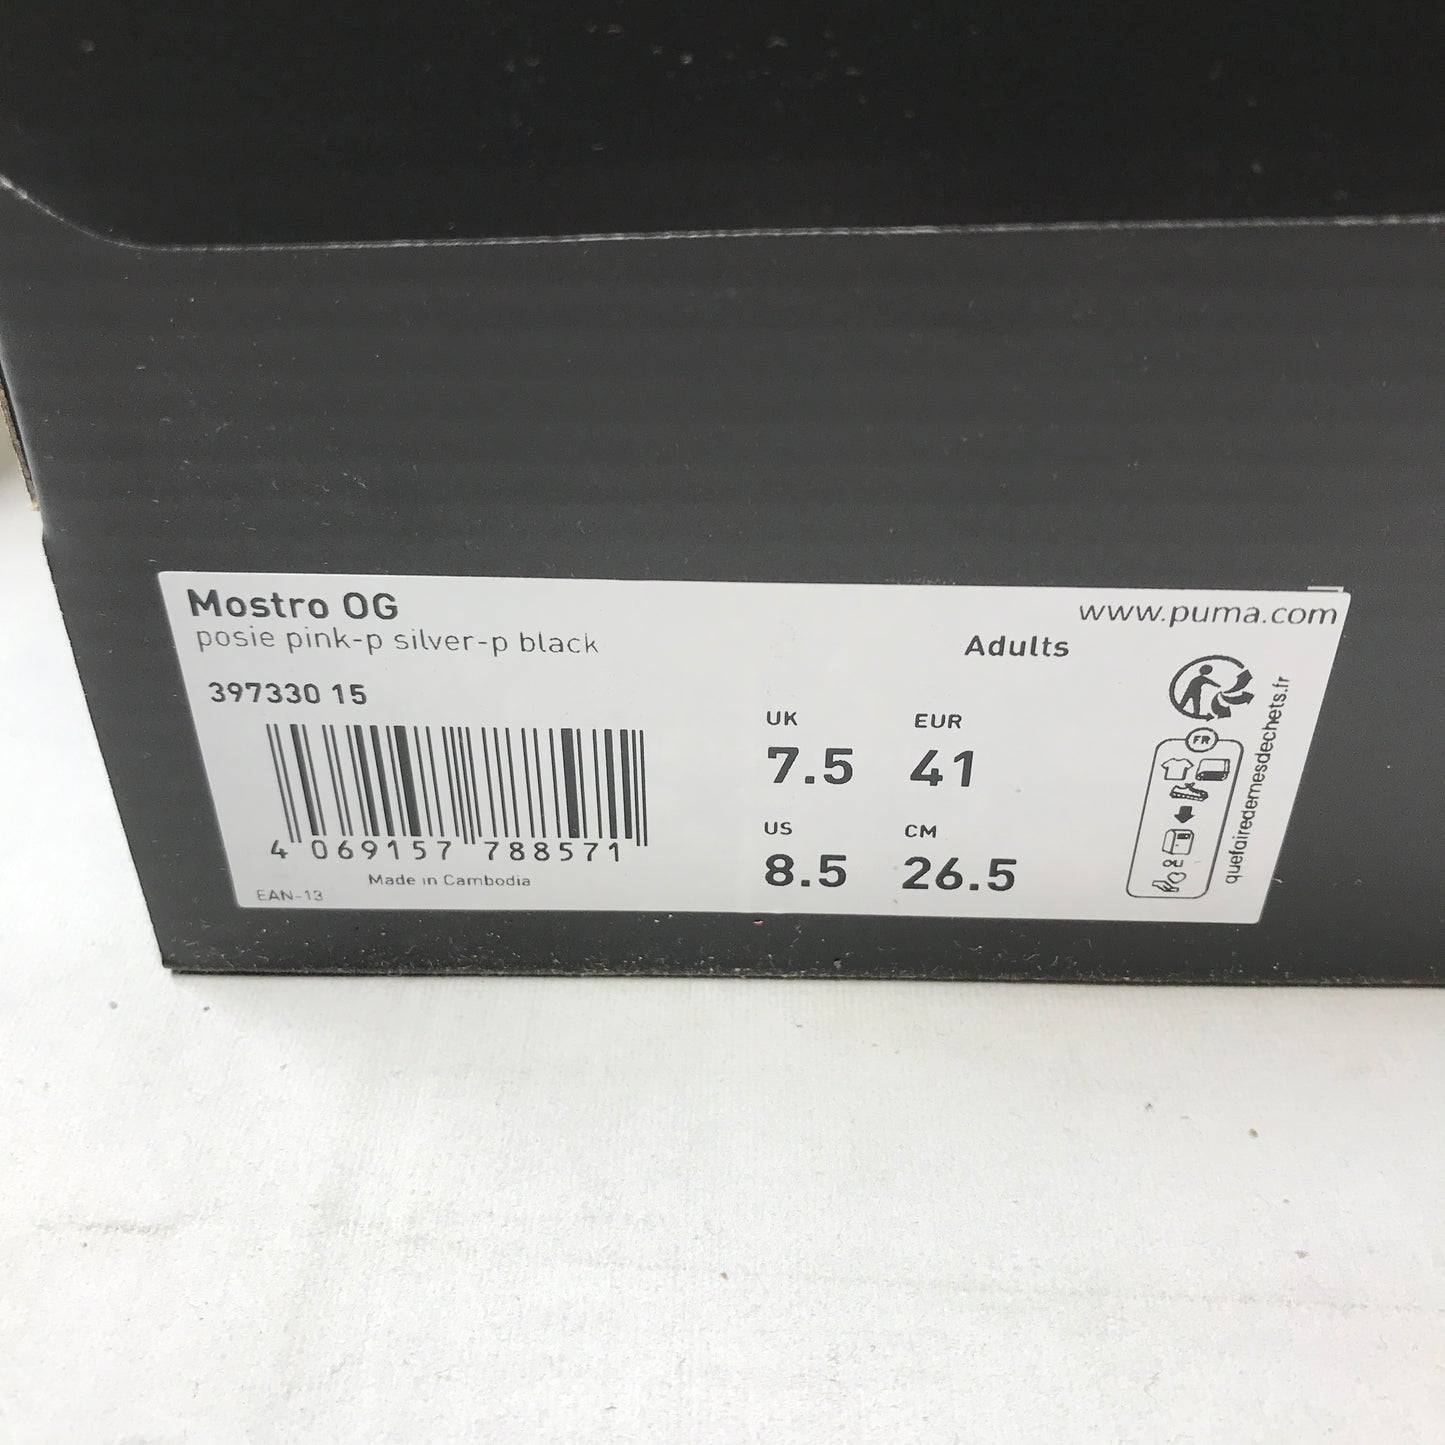 Mostro OG
posie pink-p silver-p black
397330 15
4 069157 788571
Made in Cambodia
EAN-13
www.puma.com
Adults
UK
7.5
EUR
41
US
8.5
CM
26.5
FR
quefairedemesdechets.fr